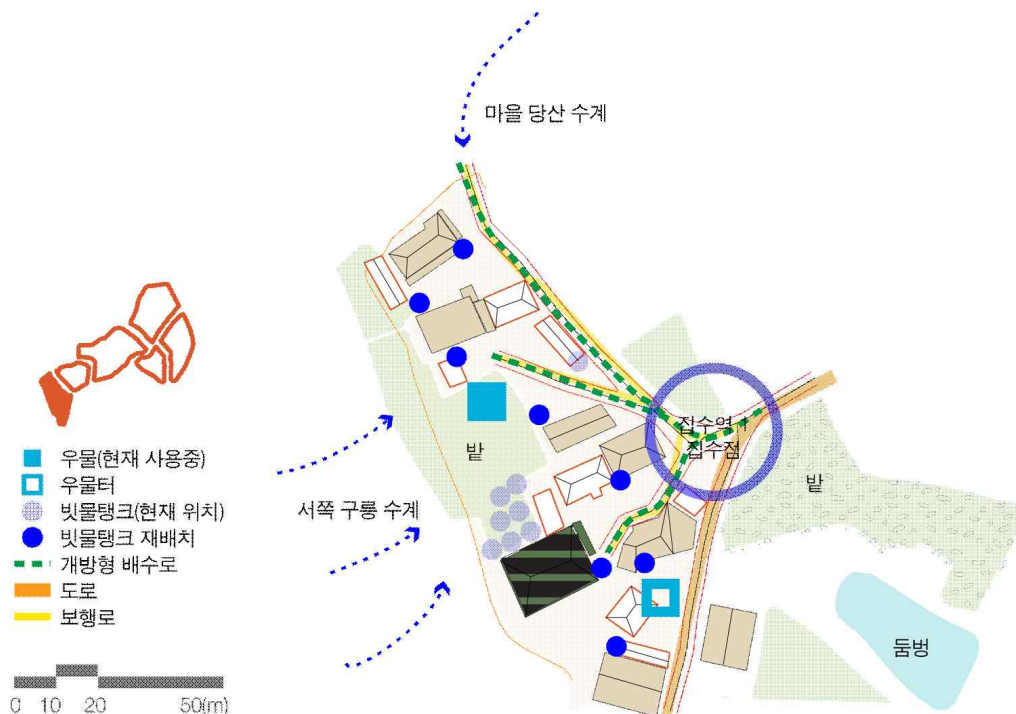 마을 당산 수계
집수역 1
집수점
밭
밭
서쪽 구릉 수계
둠벙
우물(현재 사용중)
우물터
빗물탱크(현재 위치)
빗물탱크 재배치
개방형 배수로
도로
보행로
0 10 20 50(m)